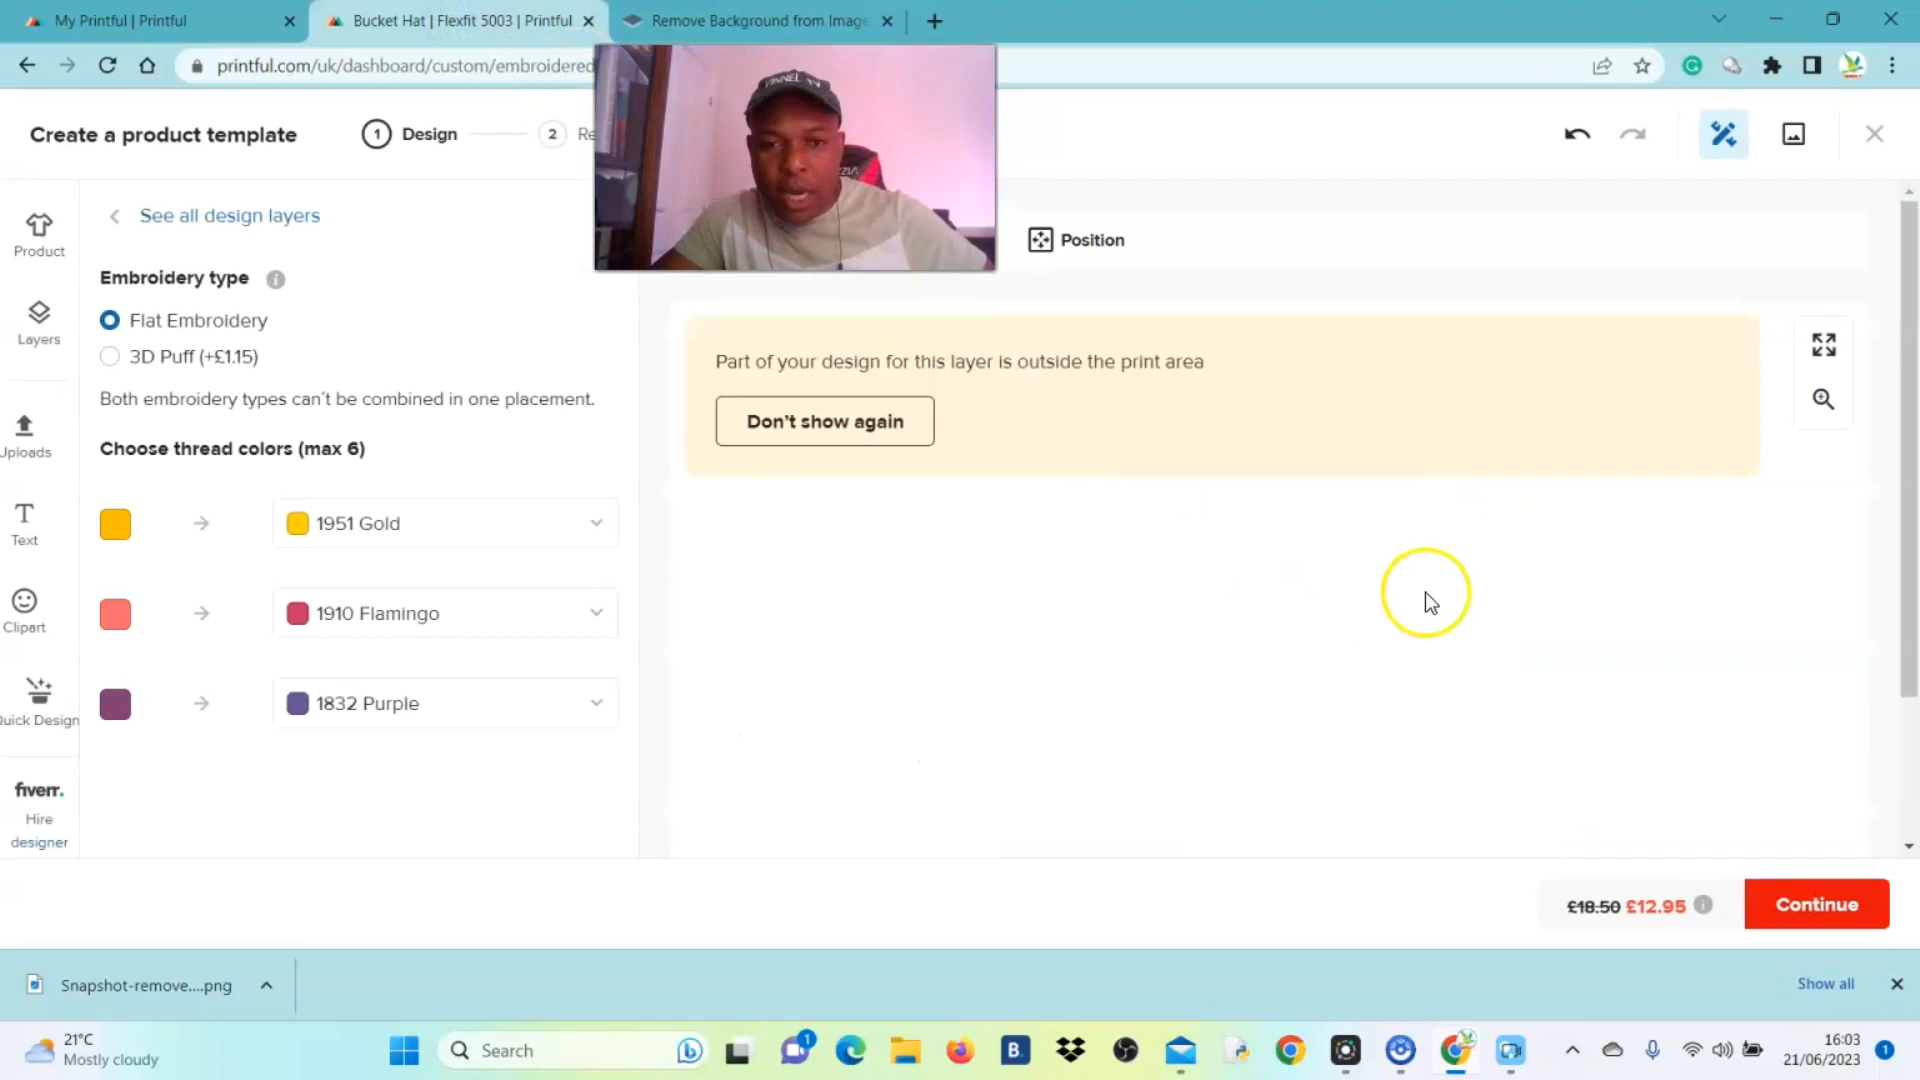 My Printful | Printful
Bucket Hat | Flexfit 5003 | Printful
Remove Background from Image
printful.com/uk/dashboard/custom/embroidered
Create a product template
1 Design
2 Re
Product
Layers
Uploads
Text
Clipart
Quick Design
fiverr.
Hire
designer
See all design layers
Embroidery type
Flat Embroidery
3D Puff (+£1.15)
Both embroidery types can't be combined in one placement.
Choose thread colors (max 6)
1951 Gold
1910 Flamingo
1832 Purple
Position
Part of your design for this layer is outside the print area
Don't show again
£18.50 £12.95
Continue
Snapshot-remove....png
Show all
21°C
Mostly cloudy
Search
1
B.
16:03
21/06/2023
1